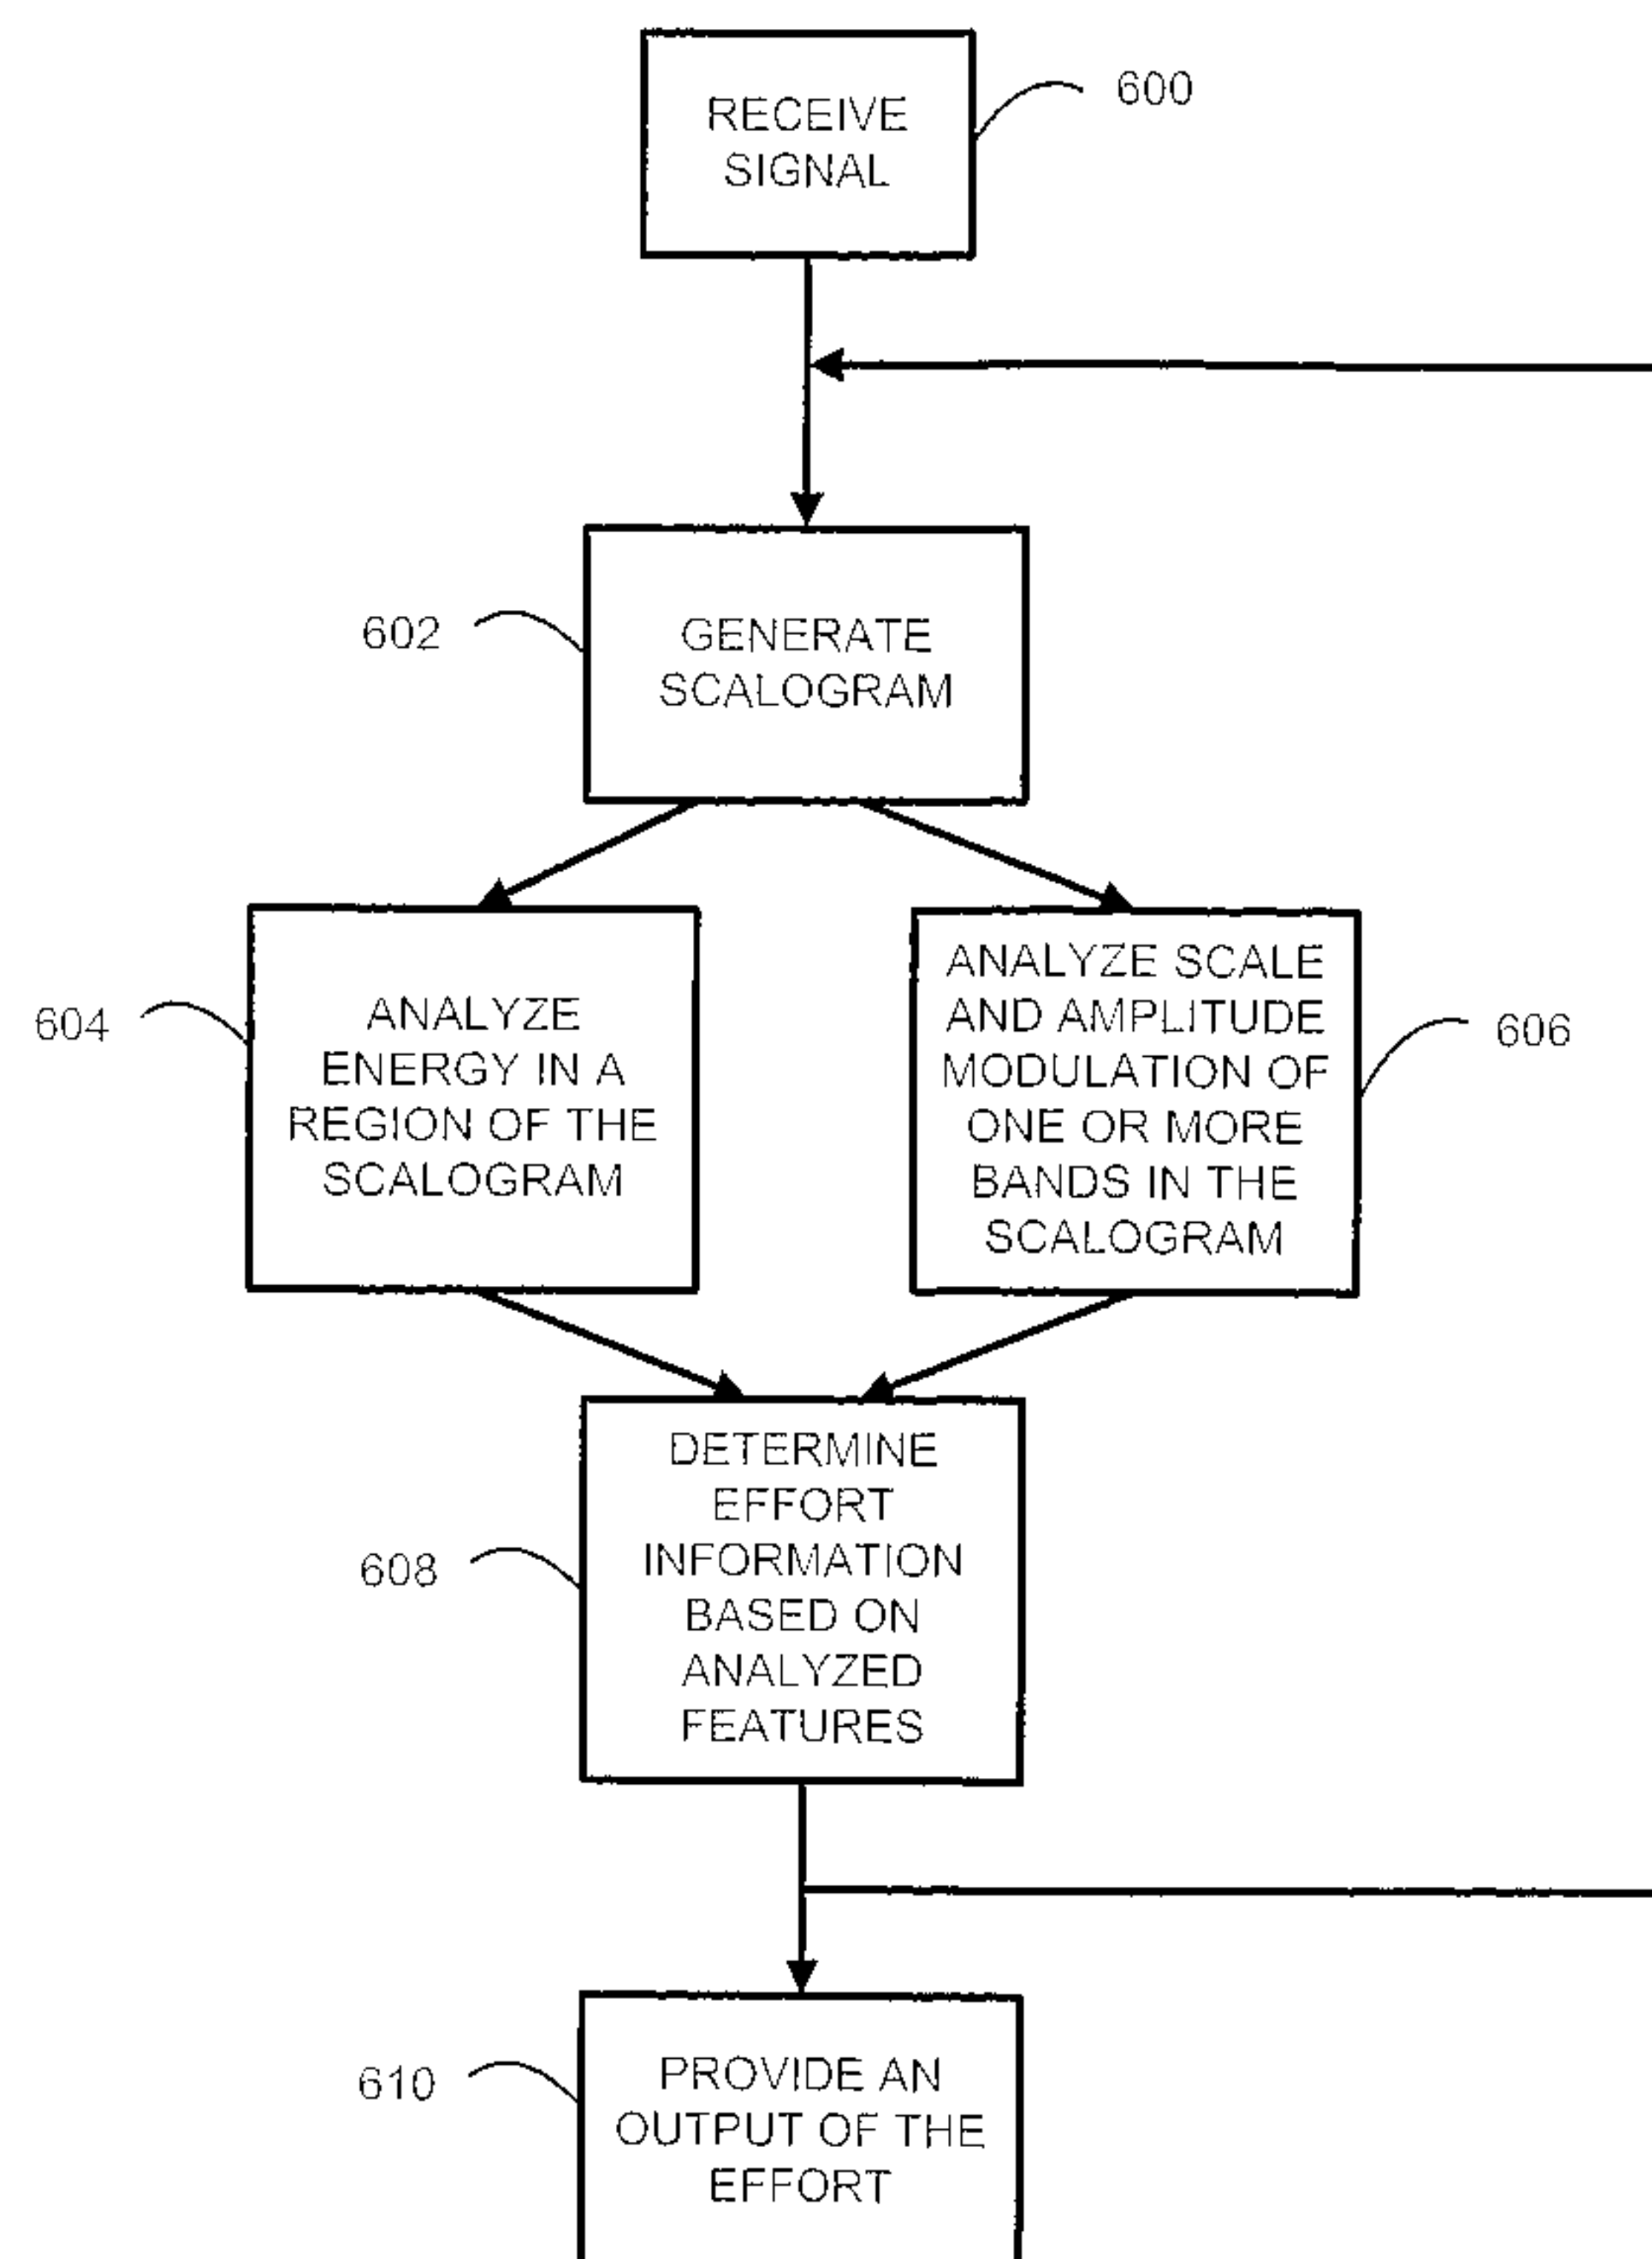 RECEIVE
SIGNAL
600
602
GENERATE
SCALOGRAM
604
ANALYZE
ENERGY IN A
REGION OF THE
SCALOGRAM
ANALYZE SCALE
AND AMPLITUDE
MODULATION OF
ONE OR MORE
BANDS IN THE
SCALOGRAM
606
608
DETERMINE
EFFORT
INFORMATION
BASED ON
ANALYZED
FEATURES
610
PROVIDE AN
OUTPUT OF THE
EFFORT